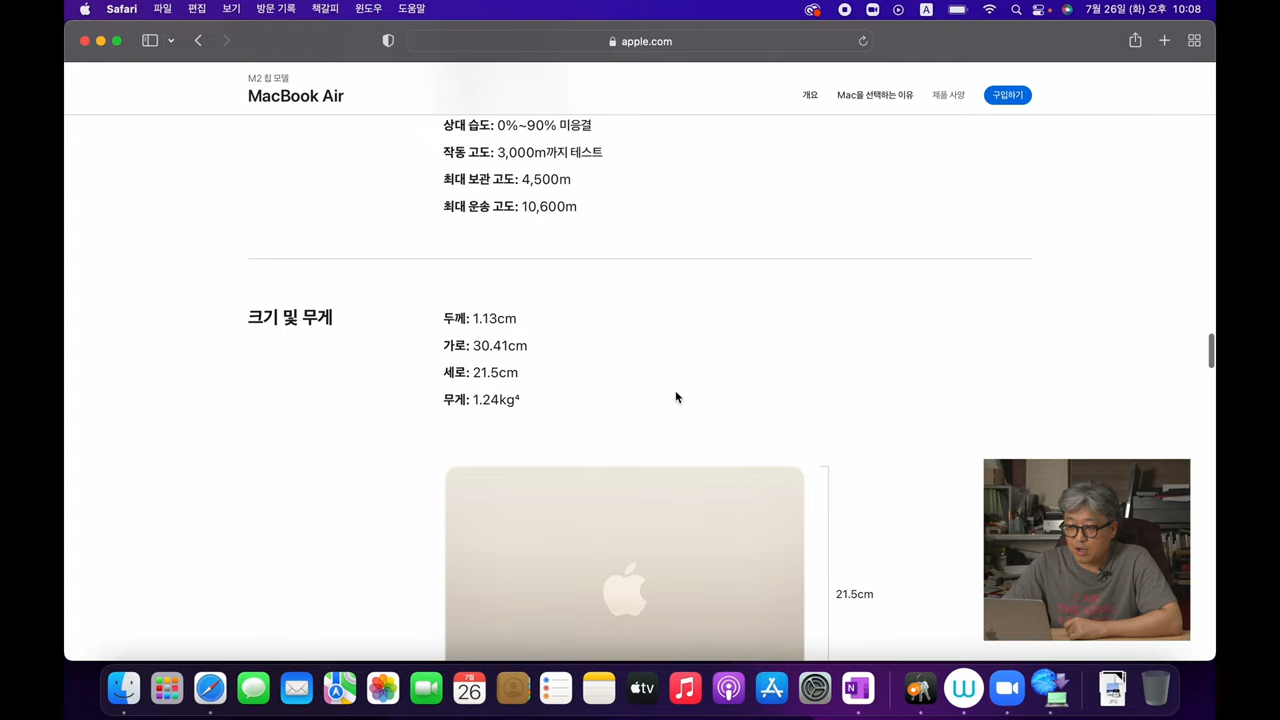 Safari 파일 편집 보기 방문 기록 책갈피 윈도우 도움말 A 7월 26일 (화) 오후 10:08
apple.com
M2 칩 모델
MacBook Air
개요 Mac을 선택하는 이유 제품 사양 구입하기
상대 습도: 0%~90% 미응결
작동 고도: 3,000m까지 테스트
최대 보관 고도: 4,500m
최대 운송 고도: 10,600m
크기 및 무게
두께: 1.13cm
가로: 30.41cm
세로: 21.5cm
무게: 1.24kg⁴
21.5cm
I AM
7월
26
tv
N
W
JPG